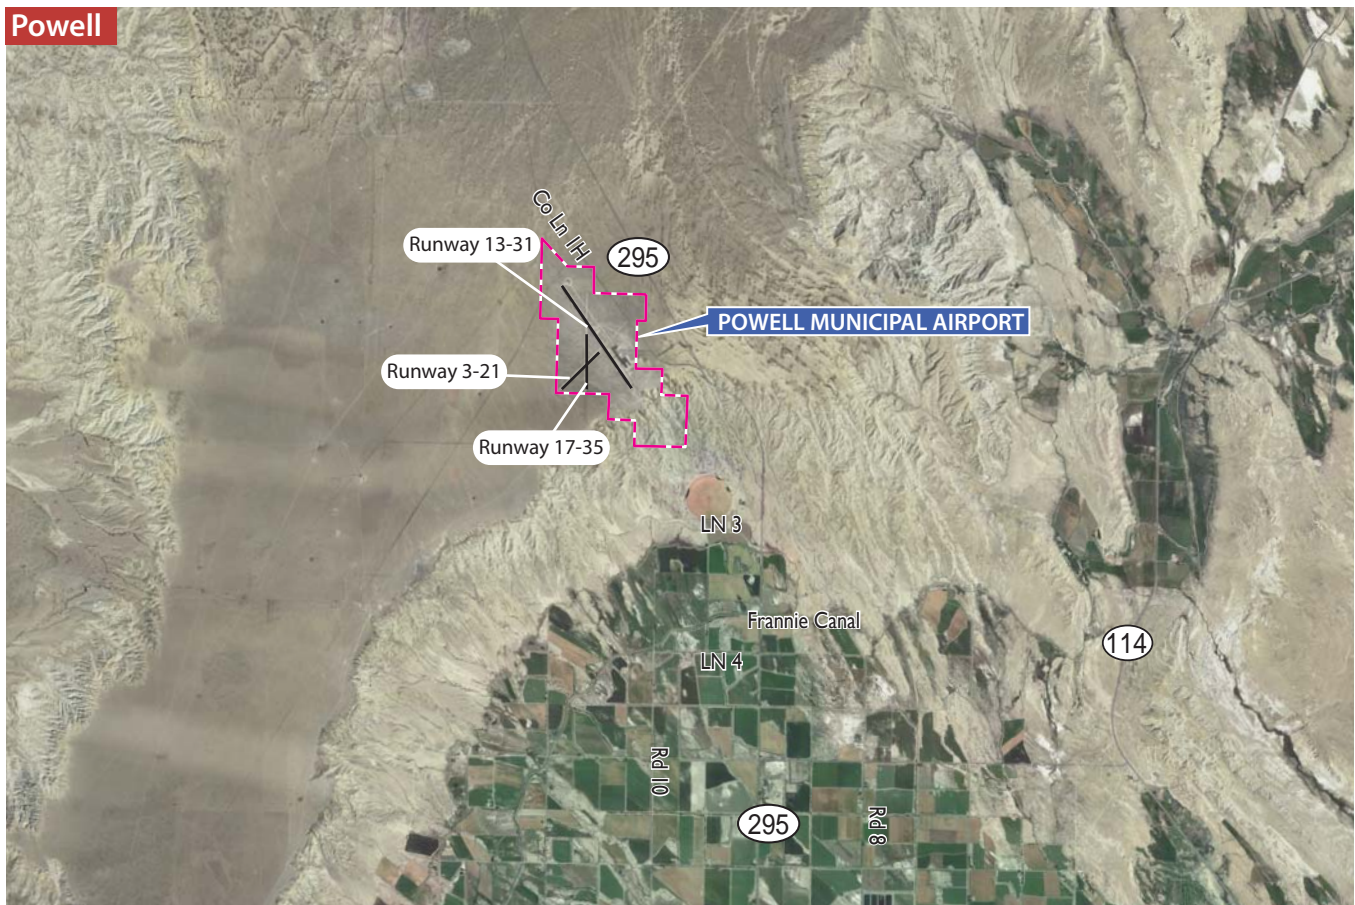 Powell
Co Ln 1H
Runway 13-31
295
POWELL MUNICIPAL AIRPORT
Runway 3-21
Runway 17-35
LN 3
Frannie Canal
114
LN 4
Rd 10
295
Rd 8